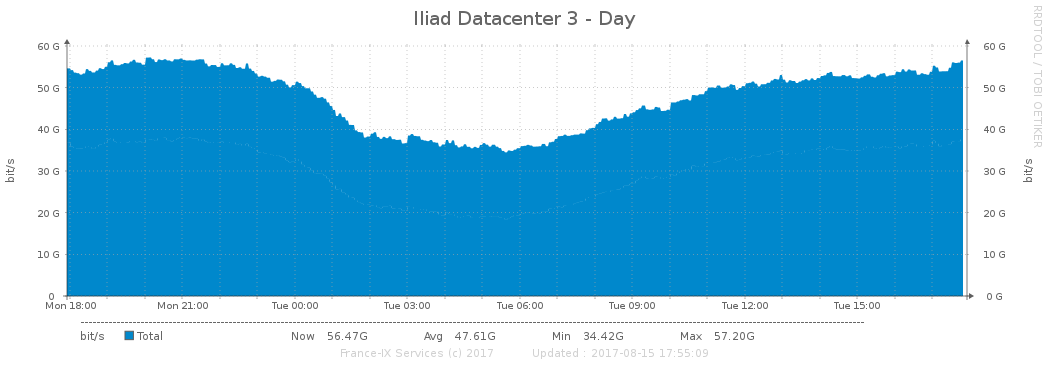 Iliad Datacenter 3 - Day
RRDTOOL / TOBI OETIKER
60 G 60 G
50 G 50 G
40 G 40 G
30 G 30 G
20 G 20 G
10 G 10 G
0 0 G
bit/s bit/s
Mon 18:00 Mon 21:00 Tue 00:00 Tue 03:00 Tue 06:00 Tue 09:00 Tue 12:00 Tue 15:00
bit/s Total Now 56.47G Avg 47.61G Min 34.42G Max 57.20G
France-IX Services (c) 2017 Updated : 2017-08-15 17:55:09